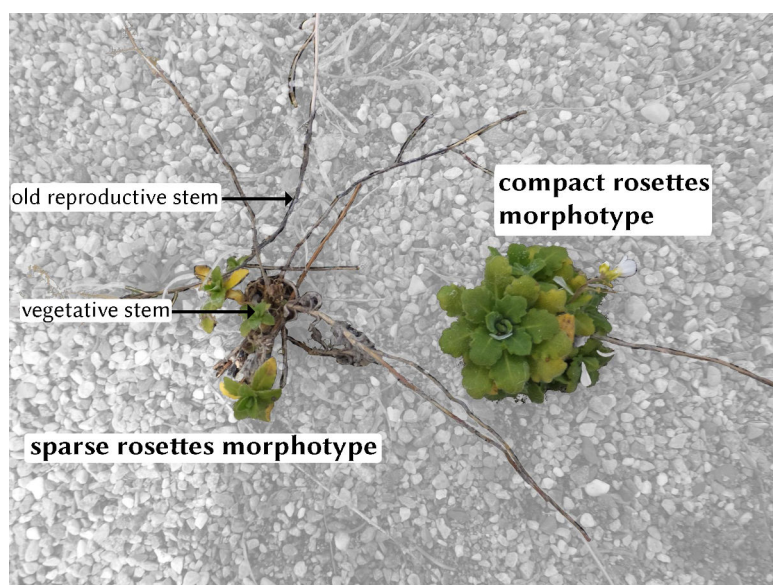 old reproductive stem
compact rosettes
morphotype
vegetative stem
sparse rosettes morphotype